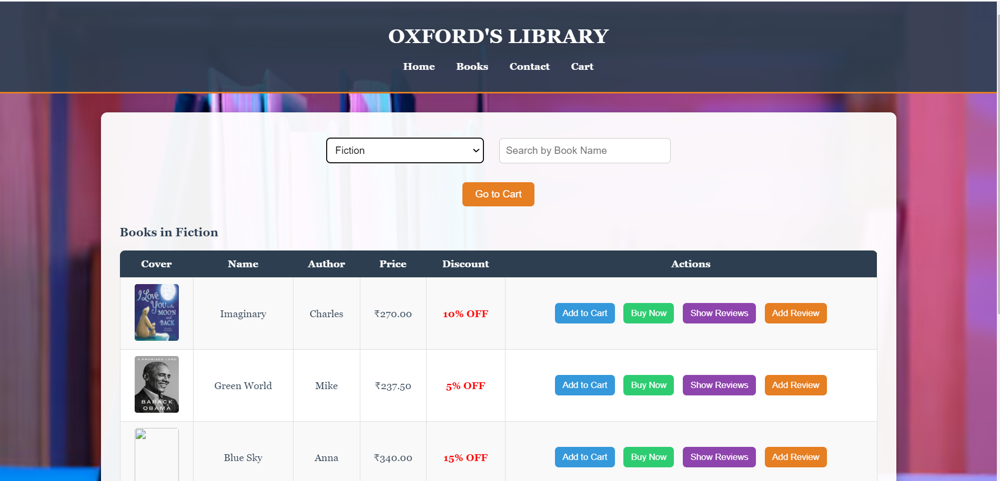 OXFORD'S LIBRARY
Home Books Contact Cart
Fiction Search by Book Name
Go to Cart
Books in Fiction
Cover Name Author Price Discount Actions
I Love
You to the
MOON
and
BACK
Imaginary Charles ₹270.00 10% OFF Add to Cart Buy Now Show Reviews Add Review
A PROMISED LAND
BARACK
OBAMA
Green World Mike ₹237.50 5% OFF Add to Cart Buy Now Show Reviews Add Review
Blue Sky Anna ₹340.00 15% OFF Add to Cart Buy Now Show Reviews Add Review